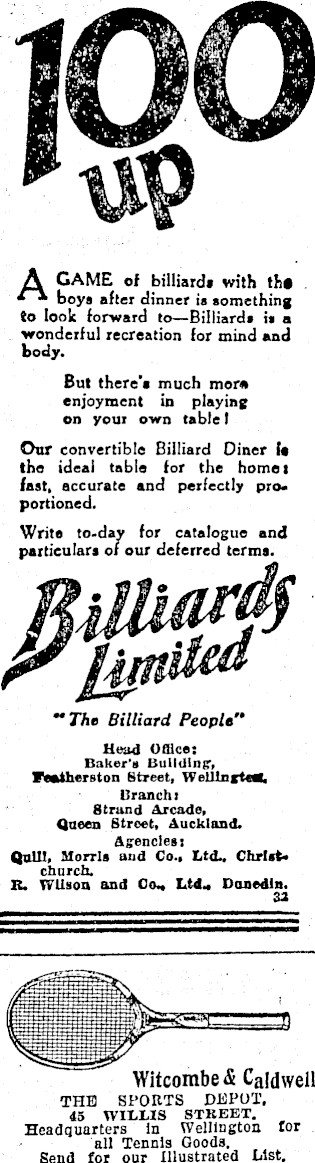 100
up
A GAME of billiards with the
boys after dinner is something
to look forward to—Billiards is a
wonderful recreation for mind and
body.
But there's much more
enjoyment in playing
on your own table!
Our convertible Billiard Diner is
the ideal table for the home:
fast, accurate and perfectly pro-
portioned.
Write to-day for catalogue and
particulars of our deferred terms.
Billiards
Limited
"The Billiard People"
Head Office:
Baker's Building,
Featherston Street, Wellington.
Branch:
Strand Arcade,
Queen Street, Auckland.
Agencies:
Quill, Morris and Co., Ltd., Christ-
church.
R. Wilson and Co., Ltd., Dunedin.
32
Witcombe & Caldwell
THE SPORTS DEPOT,
45 WILLIS STREET.
Headquarters in Wellington for
all Tennis Goods.
Send for our Illustrated List.